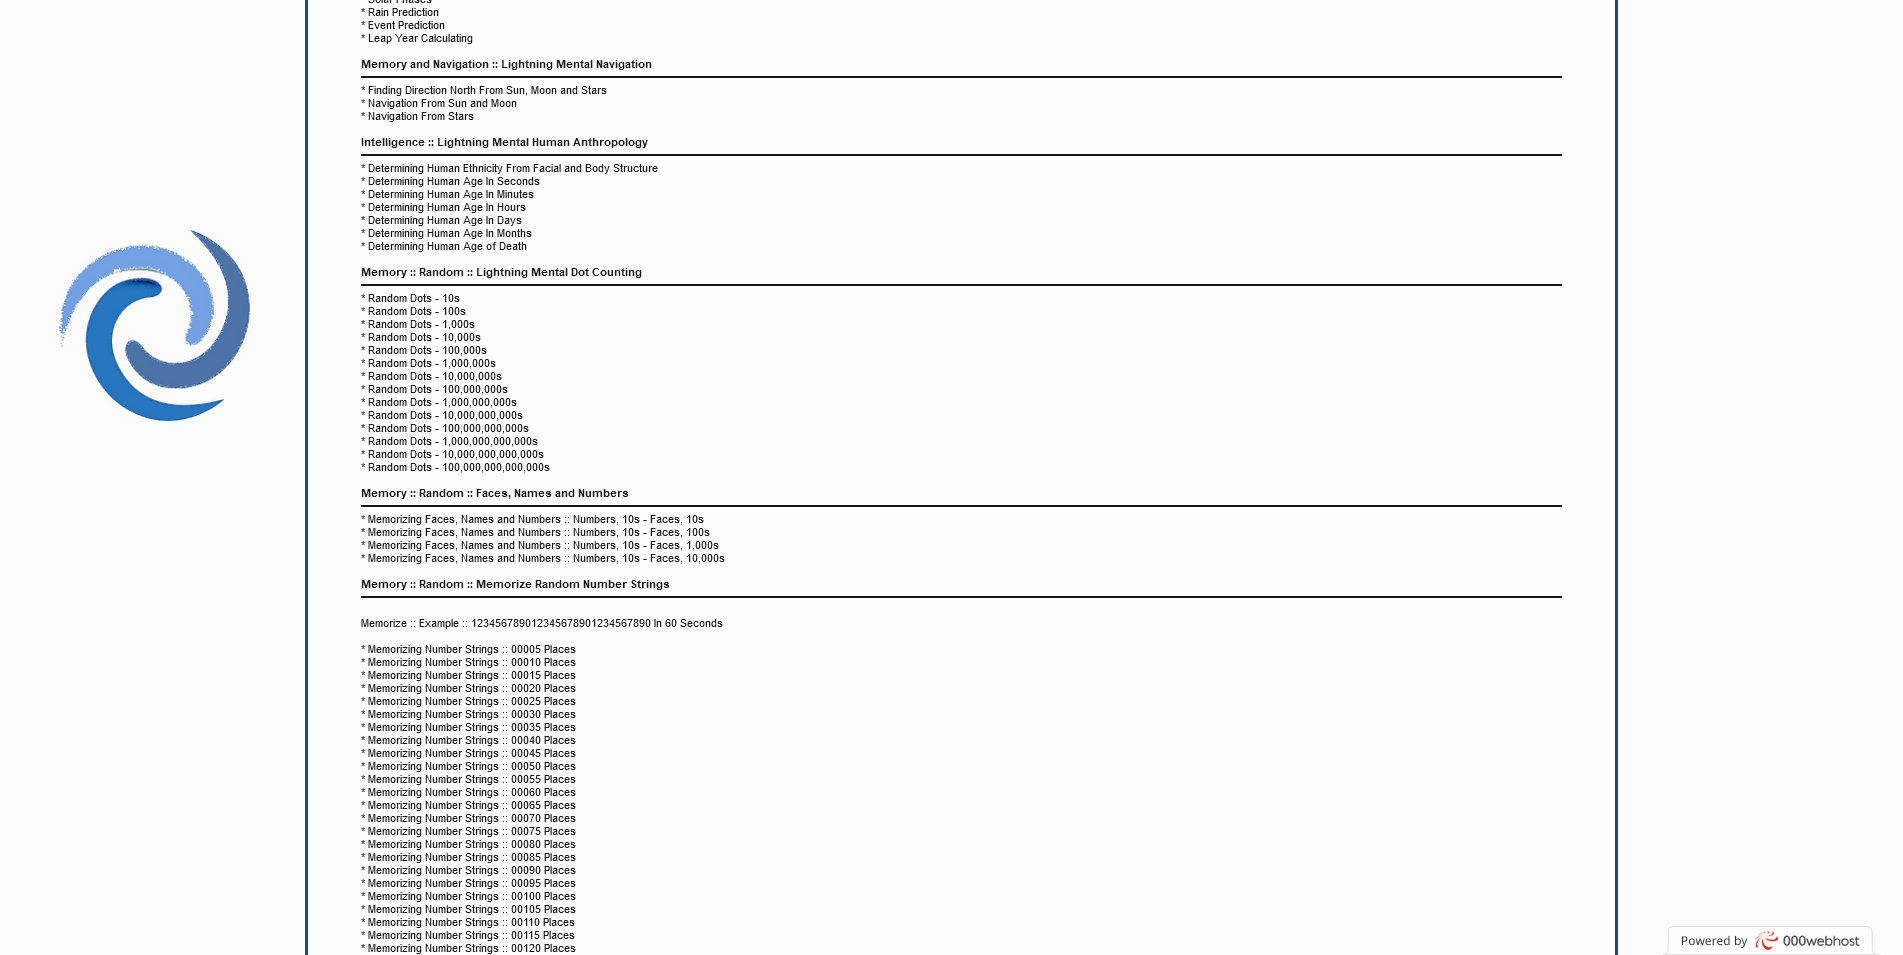 * Solar Phases
* Rain Prediction
* Event Prediction
* Leap Year Calculating
Memory and Navigation :: Lightning Mental Navigation
* Finding Direction North From Sun, Moon and Stars
* Navigation From Sun and Moon
* Navigation From Stars
Intelligence :: Lightning Mental Human Anthropology
* Determining Human Ethnicity From Facial and Body Structure
* Determining Human Age In Seconds
* Determining Human Age In Minutes
* Determining Human Age In Hours
* Determining Human Age In Days
* Determining Human Age In Months
* Determining Human Age of Death
Memory :: Random :: Lightning Mental Dot Counting
* Random Dots - 10s
* Random Dots - 100s
* Random Dots - 1,000s
* Random Dots - 10,000s
* Random Dots - 100,000s
* Random Dots - 1,000,000s
* Random Dots - 10,000,000s
* Random Dots - 100,000,000s
* Random Dots - 1,000,000,000s
* Random Dots - 10,000,000,000s
* Random Dots - 100,000,000,000s
* Random Dots - 1,000,000,000,000s
* Random Dots - 10,000,000,000,000s
* Random Dots - 100,000,000,000,000s
Memory :: Random :: Faces, Names and Numbers
* Memorizing Faces, Names and Numbers :: Numbers, 10s - Faces, 10s
* Memorizing Faces, Names and Numbers :: Numbers, 10s - Faces, 100s
* Memorizing Faces, Names and Numbers :: Numbers, 10s - Faces, 1,000s
* Memorizing Faces, Names and Numbers :: Numbers, 10s - Faces, 10,000s
Memory :: Random :: Memorize Random Number Strings
Memorize :: Example :: 123456789012345678901234567890 In 60 Seconds
* Memorizing Number Strings :: 00005 Places
* Memorizing Number Strings :: 00010 Places
* Memorizing Number Strings :: 00015 Places
* Memorizing Number Strings :: 00020 Places
* Memorizing Number Strings :: 00025 Places
* Memorizing Number Strings :: 00030 Places
* Memorizing Number Strings :: 00035 Places
* Memorizing Number Strings :: 00040 Places
* Memorizing Number Strings :: 00045 Places
* Memorizing Number Strings :: 00050 Places
* Memorizing Number Strings :: 00055 Places
* Memorizing Number Strings :: 00060 Places
* Memorizing Number Strings :: 00065 Places
* Memorizing Number Strings :: 00070 Places
* Memorizing Number Strings :: 00075 Places
* Memorizing Number Strings :: 00080 Places
* Memorizing Number Strings :: 00085 Places
* Memorizing Number Strings :: 00090 Places
* Memorizing Number Strings :: 00095 Places
* Memorizing Number Strings :: 00100 Places
* Memorizing Number Strings :: 00105 Places
* Memorizing Number Strings :: 00110 Places
* Memorizing Number Strings :: 00115 Places
* Memorizing Number Strings :: 00120 Places
Powered by 000webhost